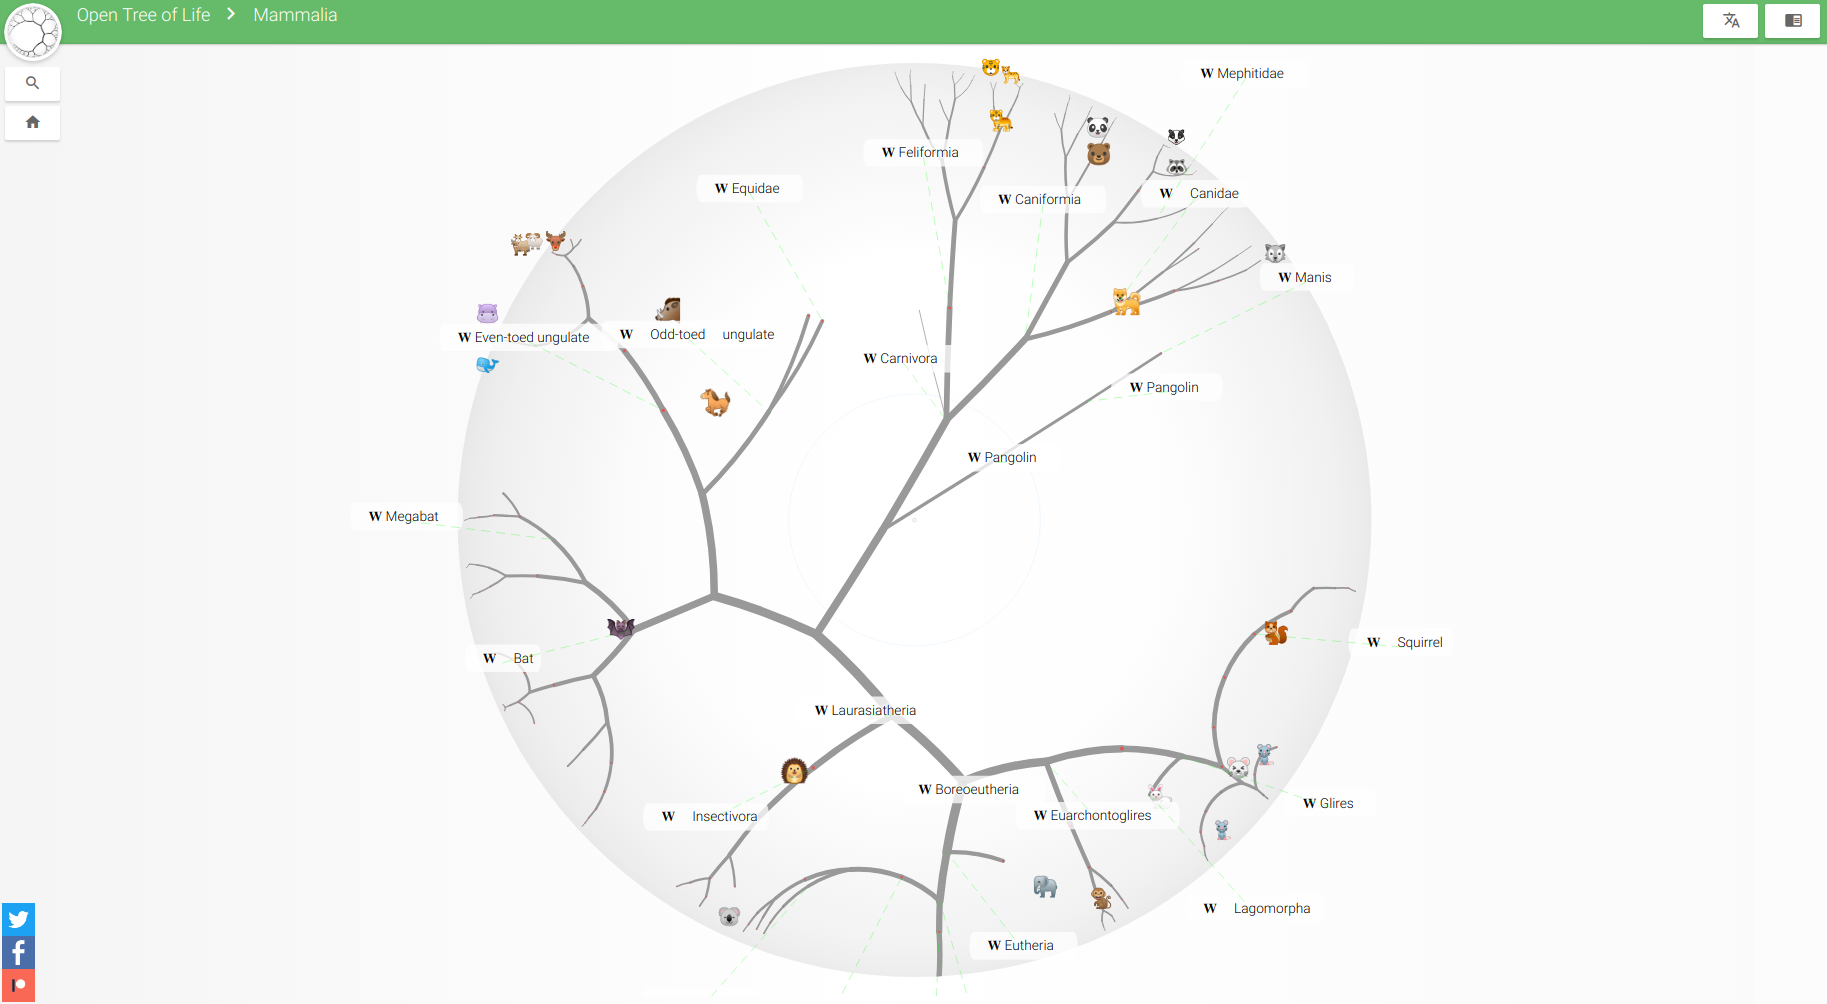 Open Tree of Life > Mammalia
W Mephitidae
W Feliformia
W Equidae
W Caniformia
W Canidae
W Manis
W Even-toed ungulate
W Odd-toed ungulate
W Carnivora
W Pangolin
W Pangolin
W Megabat
W Squirrel
W Bat
W Laurasiatheria
W Boreoeutheria
W Glires
W Insectivora
W Euarchontoglires
W Lagomorpha
W Eutheria